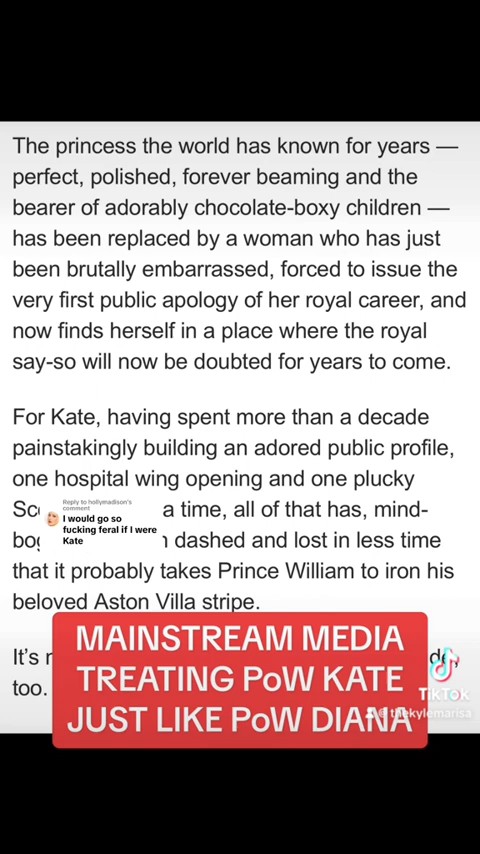 The princess the world has known for years —
perfect, polished, forever beaming and the
bearer of adorably chocolate-boxy children —
has been replaced by a woman who has just
been brutally embarrassed, forced to issue the
very first public apology of her royal career, and
now finds herself in a place where the royal
say-so will now be doubted for years to come.
For Kate, having spent more than a decade
painstakingly building an adored public profile,
one hospital wing opening and one plucky
a time, all of that has, mind-
dashed and lost in less time
that it probably takes Prince William to iron his
beloved Aston Villa stripe.
It's
too.
Reply to hollymadison's
comment
I would go so
fucking feral if I were
Kate
MAINSTREAM MEDIA
TREATING PoW KATE
JUST LIKE PoW DIANA
TikTok
@thekylemarisa